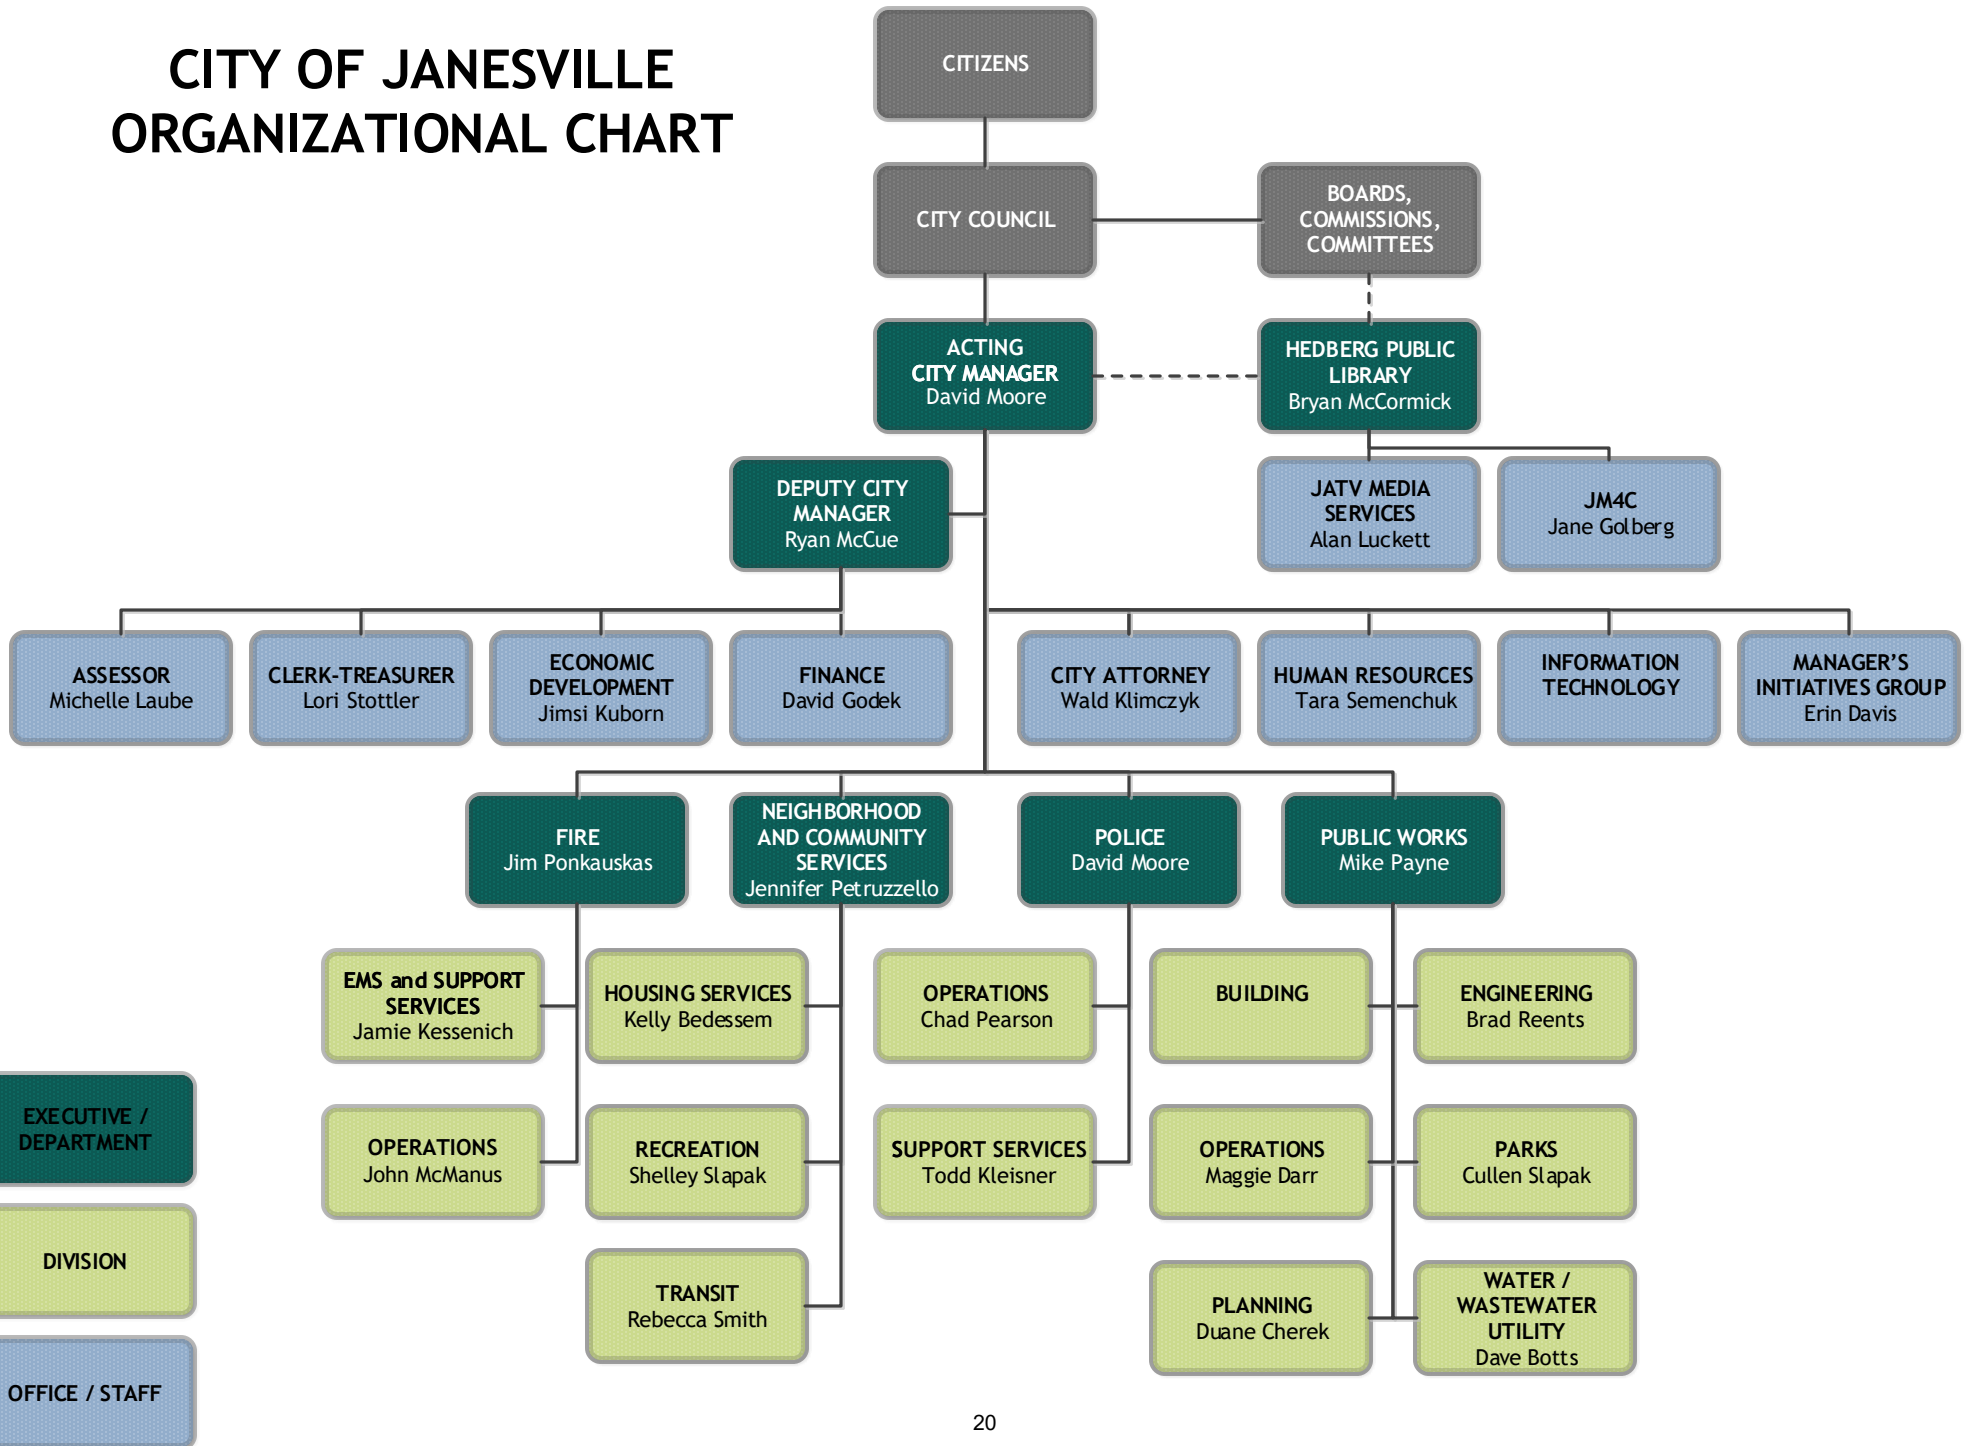 CITY OF JANESVILLE
ORGANIZATIONAL CHART
CITIZENS
CITY COUNCIL
BOARDS,
COMMISSIONS,
COMMITTEES
ACTING
CITY MANAGER
David Moore
HEDBERG PUBLIC
LIBRARY
Bryan McCormick
DEPUTY CITY
MANAGER
Ryan McCue
JATV MEDIA
SERVICES
Alan Luckett
JM4C
Jane Golberg
ASSESSOR
Michelle Laube
CLERK-TREASURER
Lori Stottler
ECONOMIC
DEVELOPMENT
Jimsi Kuborn
FINANCE
David Godek
CITY ATTORNEY
Wald Klimczyk
HUMAN RESOURCES
Tara Semenchuk
INFORMATION
TECHNOLOGY
MANAGER’S
INITIATIVES GROUP
Erin Davis
FIRE
Jim Ponkauskas
NEIGHBORHOOD
AND COMMUNITY
SERVICES
Jennifer Petruzzello
POLICE
David Moore
PUBLIC WORKS
Mike Payne
EMS and SUPPORT
SERVICES
Jamie Kessenich
HOUSING SERVICES
Kelly Bedessem
OPERATIONS
Chad Pearson
BUILDING
ENGINEERING
Brad Reents
OPERATIONS
John McManus
RECREATION
Shelley Slapak
SUPPORT SERVICES
Todd Kleisner
OPERATIONS
Maggie Darr
PARKS
Cullen Slapak
TRANSIT
Rebecca Smith
PLANNING
Duane Cherek
WATER /
WASTEWATER
UTILITY
Dave Botts
EXECUTIVE /
DEPARTMENT
DIVISION
OFFICE / STAFF
20